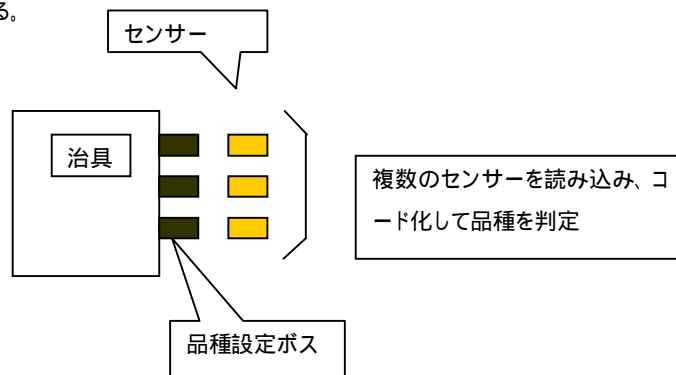 る。
センサー
治具
複数のセンサーを読み込み、コ
ード化して品種を判定
品種設定ボス